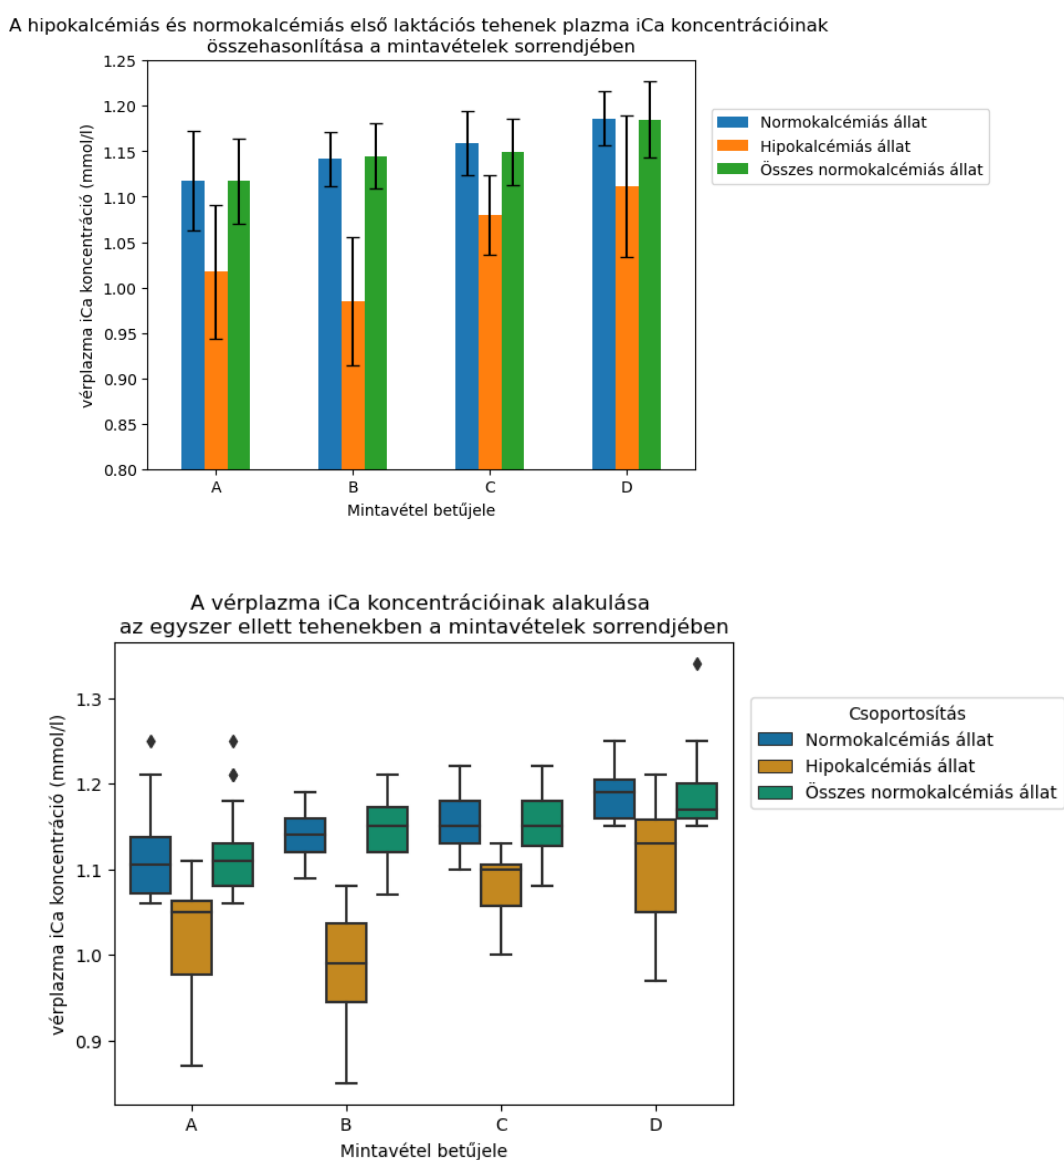 A hipokalcémiás és normokalcémiás első laktációs tehenek plazma iCa koncentrációinak
összehasonlítása a mintavételek sorrendjében
1.25
1.20
1.15
1.10
1.05
1.00
0.95
0.90
0.85
0.80
vérplazma iCa koncentráció (mmol/l)
A B C D
Mintavétel betűjele
Normokalcémiás állat
Hipokalcémiás állat
Összes normokalcémiás állat
A vérplazma iCa koncentrációinak alakulása
az egyszer ellett tehenekben a mintavételek sorrendjében
1.3
1.2
1.1
1.0
0.9
vérplazma iCa koncentráció (mmol/l)
A B C D
Mintavétel betűjele
Csoportosítás
Normokalcémiás állat
Hipokalcémiás állat
Összes normokalcémiás állat